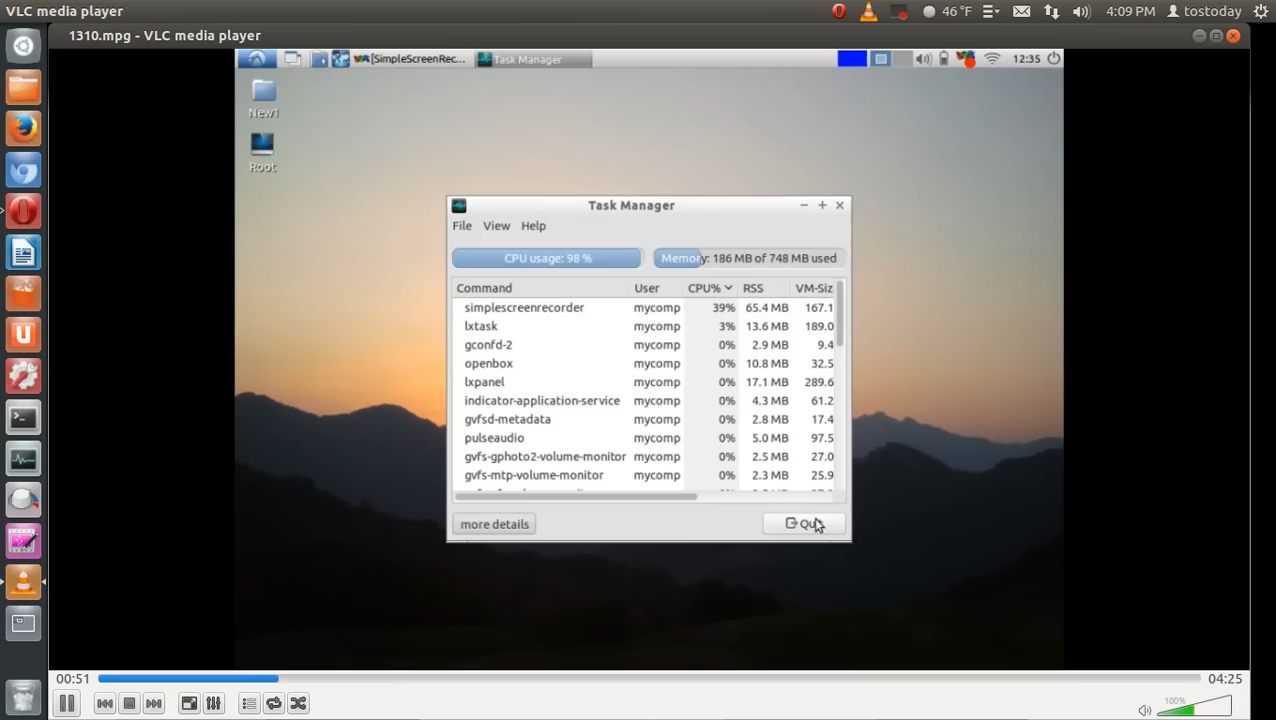 VLC media player
46 °F
4:09 PM
tostoday
1310.mpg - VLC media player
[SimpleScreenRec...
Task Manager
12:35
New1
Root
Task Manager
File View Help
CPU usage: 98 %
Memory: 186 MB of 748 MB used
Command User CPU% RSS VM-Siz
simplescreenrecorder mycomp 39% 65.4 MB 167.1
lxtask mycomp 3% 13.6 MB 189.0
gconfd-2 mycomp 0% 2.9 MB 9.4
openbox mycomp 0% 10.8 MB 32.5
lxpanel mycomp 0% 17.1 MB 289.6
indicator-application-service mycomp 0% 4.3 MB 61.2
gvfsd-metadata mycomp 0% 2.8 MB 17.4
pulseaudio mycomp 0% 5.0 MB 97.5
gvfs-gphoto2-volume-monitor mycomp 0% 2.5 MB 27.0
gvfs-mtp-volume-monitor mycomp 0% 2.3 MB 25.9
more details
00:51
04:25
100%